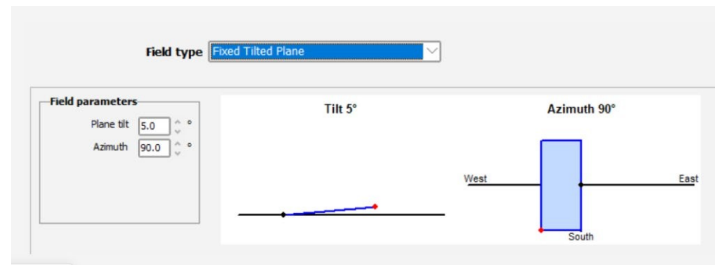 Field type Fixed Tilted Plane
Field parameters
Plane tilt 5.0 °
Azimuth 90.0 °
Tilt 5°
Azimuth 90°
West
East
South